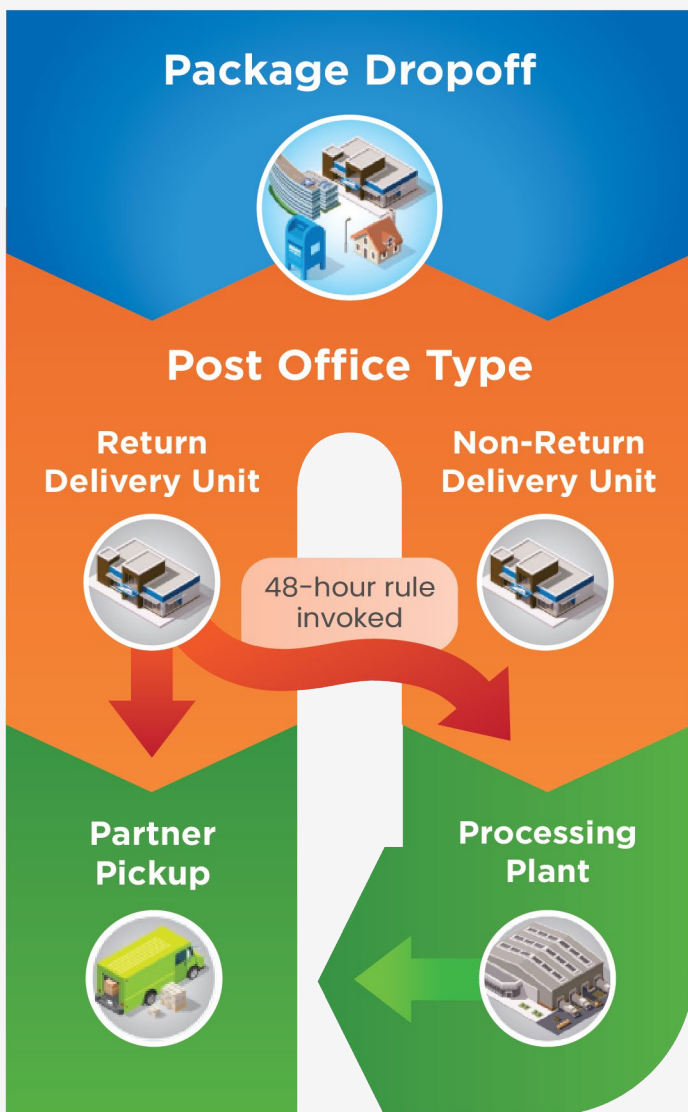 Package Dropoff
Post Office Type
Return
Delivery Unit
Non-Return
Delivery Unit
48-hour rule
invoked
Partner
Pickup
Processing
Plant